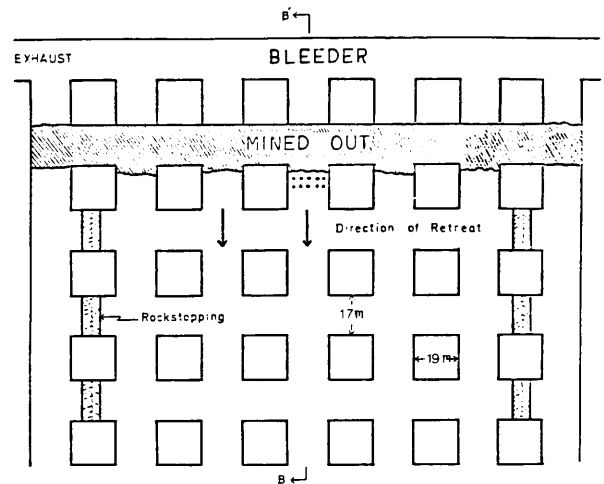 B'
EXHAUST
BLEEDER
MINED OUT
Direction of Retreat
Rockstopping
17m
19m
B